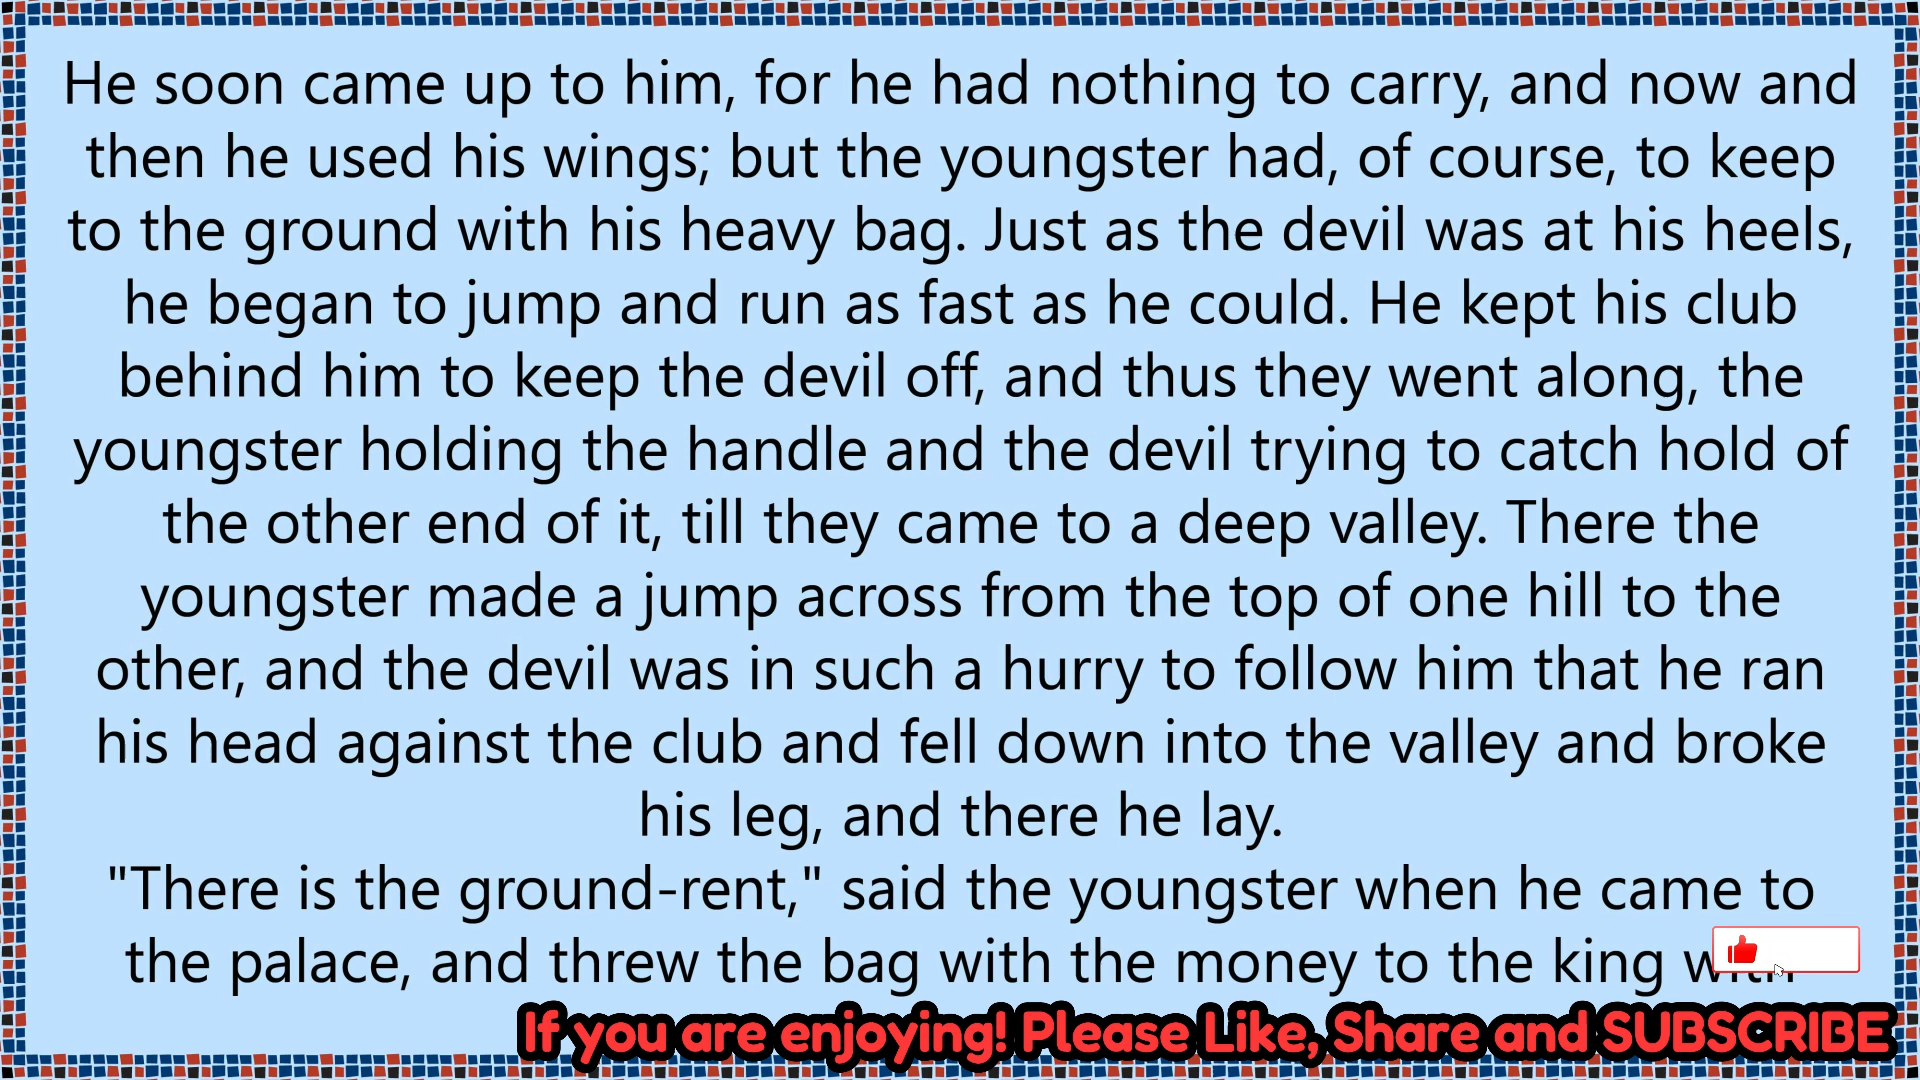 He soon came up to him, for he had nothing to carry, and now and
then he used his wings; but the youngster had, of course, to keep
to the ground with his heavy bag. Just as the devil was at his heels,
he began to jump and run as fast as he could. He kept his club
behind him to keep the devil off, and thus they went along, the
youngster holding the handle and the devil trying to catch hold of
the other end of it, till they came to a deep valley. There the
youngster made a jump across from the top of one hill to the
other, and the devil was in such a hurry to follow him that he ran
his head against the club and fell down into the valley and broke
his leg, and there he lay.
"There is the ground-rent," said the youngster when he came to
the palace, and threw the bag with the money to the king with
If you are enjoying! Please Like, Share and SUBSCRIBE